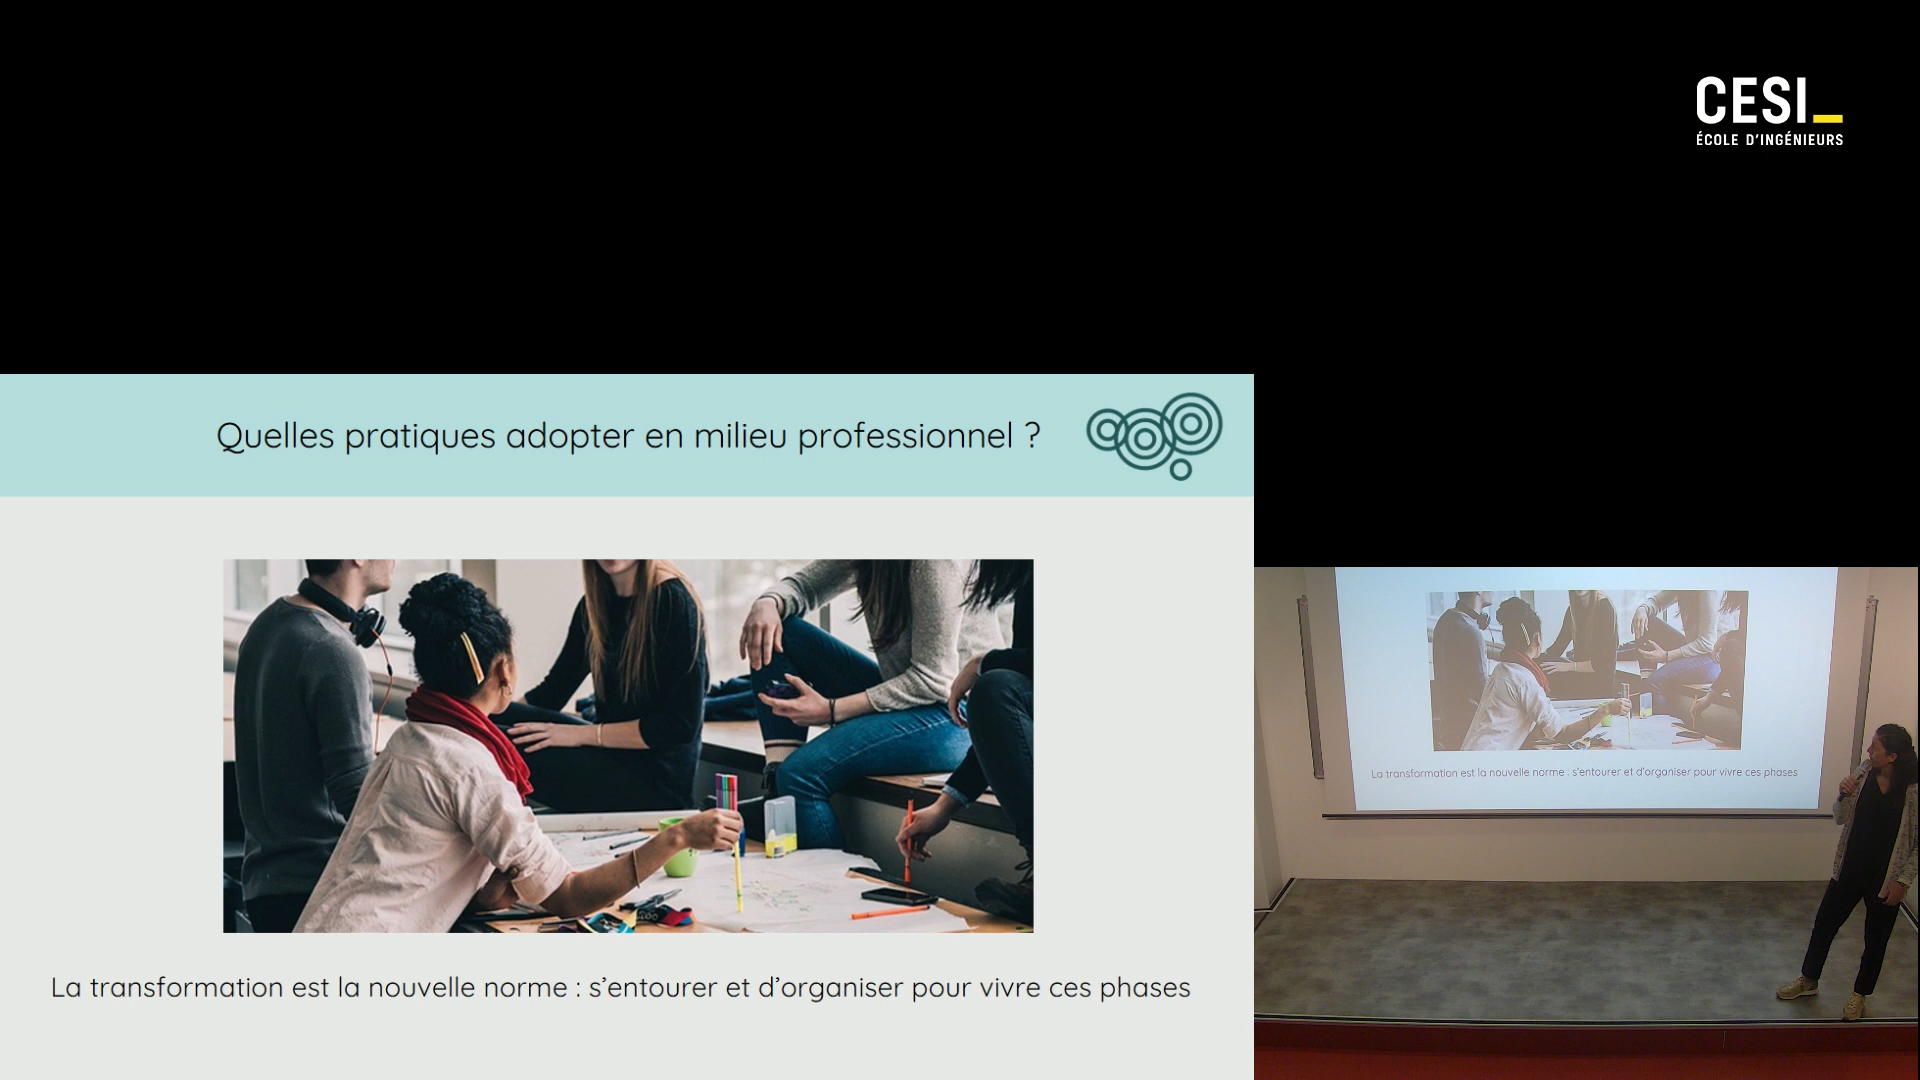 CESI_
ÉCOLE D'INGÉNIEURS
Quelles pratiques adopter en milieu professionnel ?
La transformation est la nouvelle norme : s'entourer et d'organiser pour vivre ces phases
La transformation est la nouvelle norme : s'entourer et d'organiser pour vivre ces phases